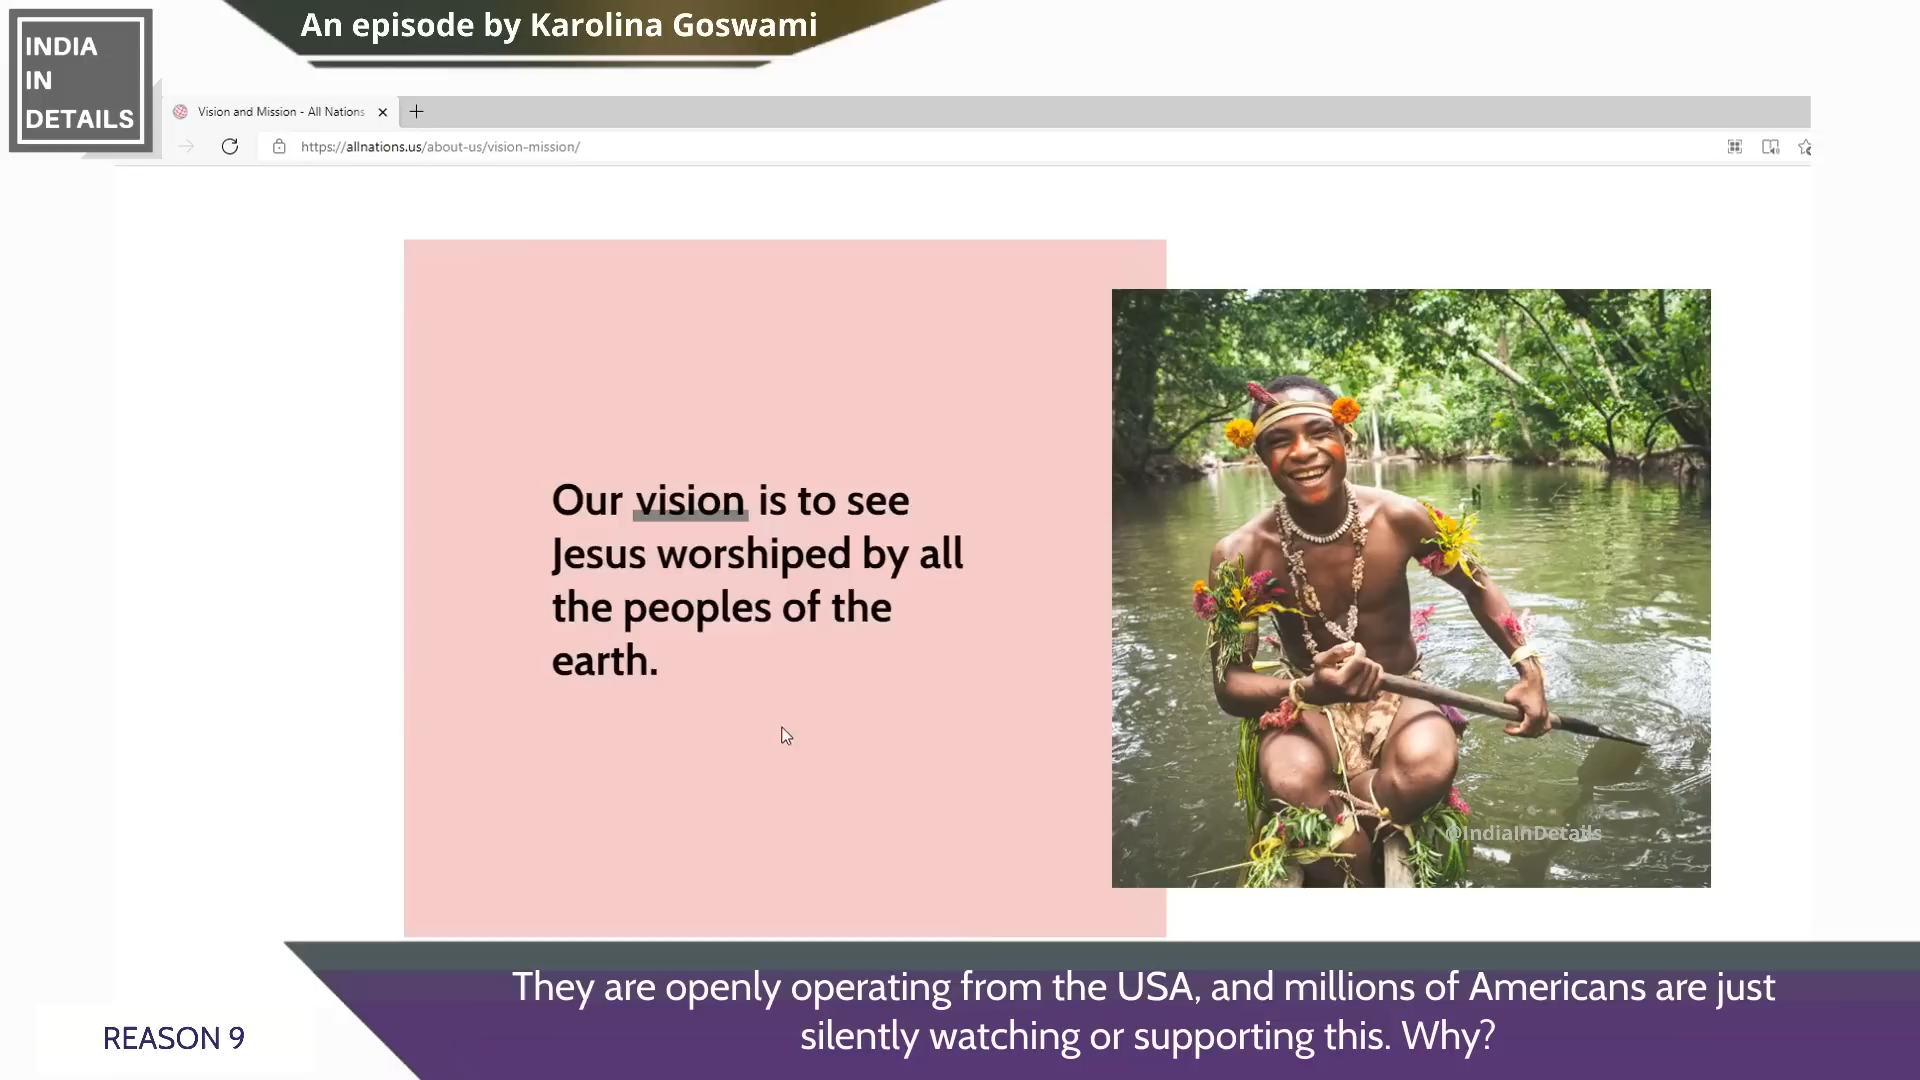 An episode by Karolina Goswami
INDIA
IN
DETAILS
Vision and Mission - All Nations
https://allnations.us/about-us/vision-mission/
Our vision is to see
Jesus worshiped by all
the peoples of the
earth.
@IndiaInDetails
They are openly operating from the USA, and millions of Americans are just
silently watching or supporting this. Why?
REASON 9